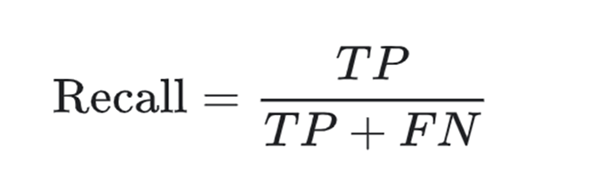 Recall = TP / (TP + FN)